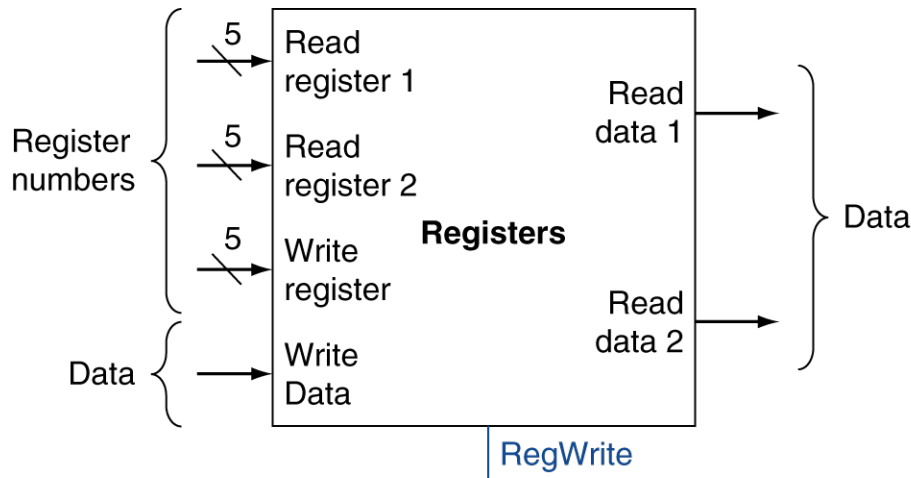 Register
numbers
Data
5
Read
register 1
5
Read
register 2
5
Write
register
Write
Data
Registers
Read
data 1
Read
data 2
Data
RegWrite